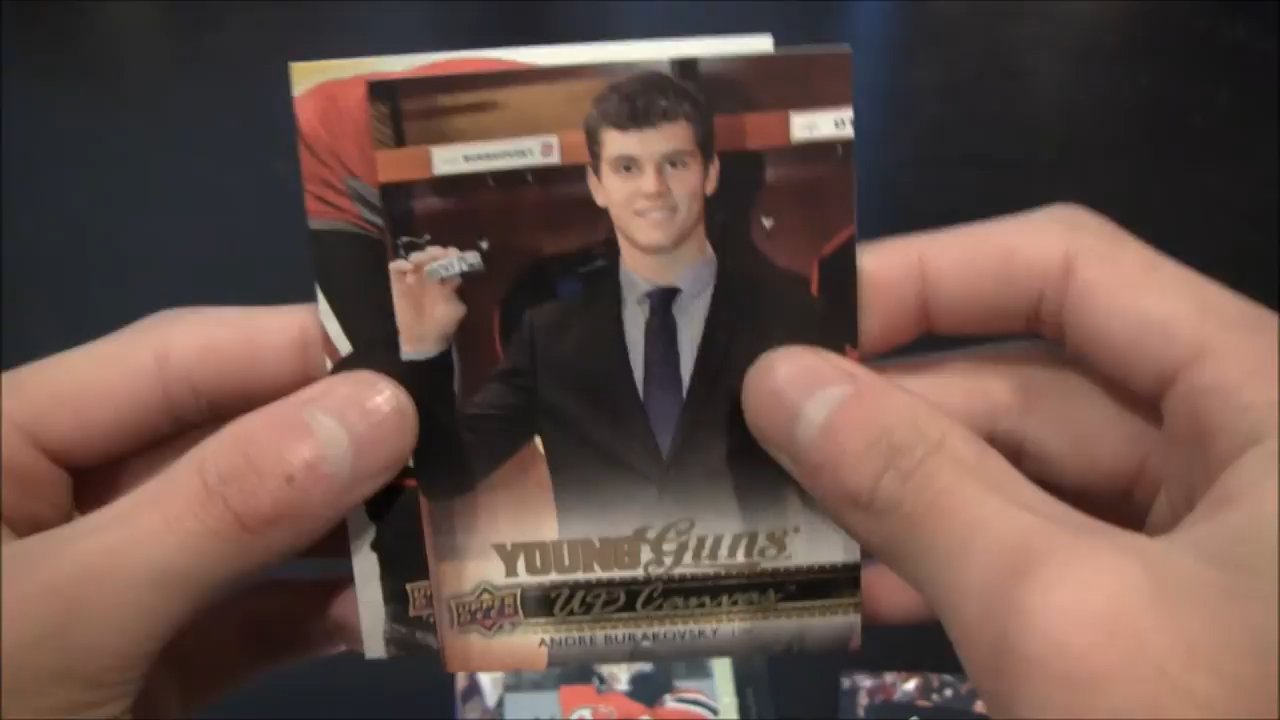 BURAKOVSKY
YOUNG Guns
UPPER DECK
UD Canvas
ANDRE BURAKOVSKY